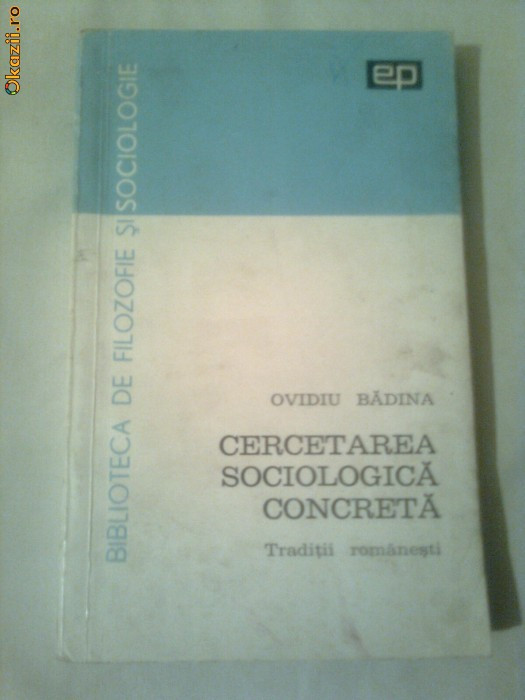 Okazii.ro
ep
BIBLIOTECA DE FILOZOFIE ȘI SOCIOLOGIE
OVIDIU BĂDINA
CERCETAREA
SOCIOLOGICĂ
CONCRETĂ
Tradiții românești